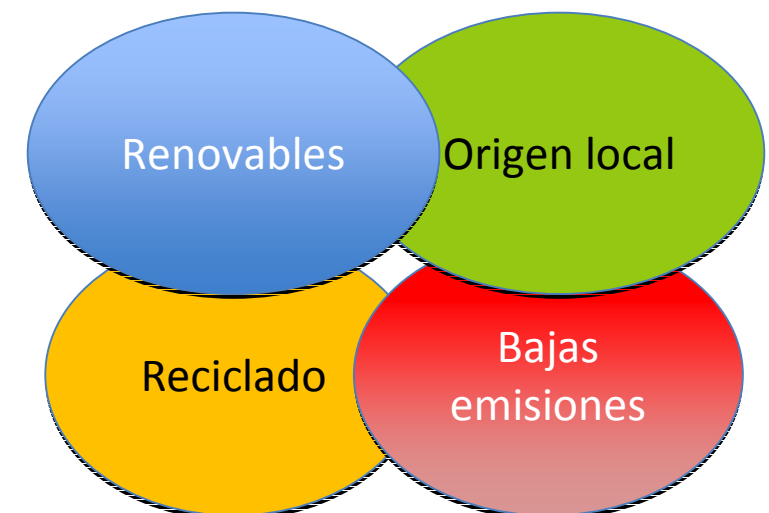 Renovables
Origen local
Reciclado
Bajas
emisiones